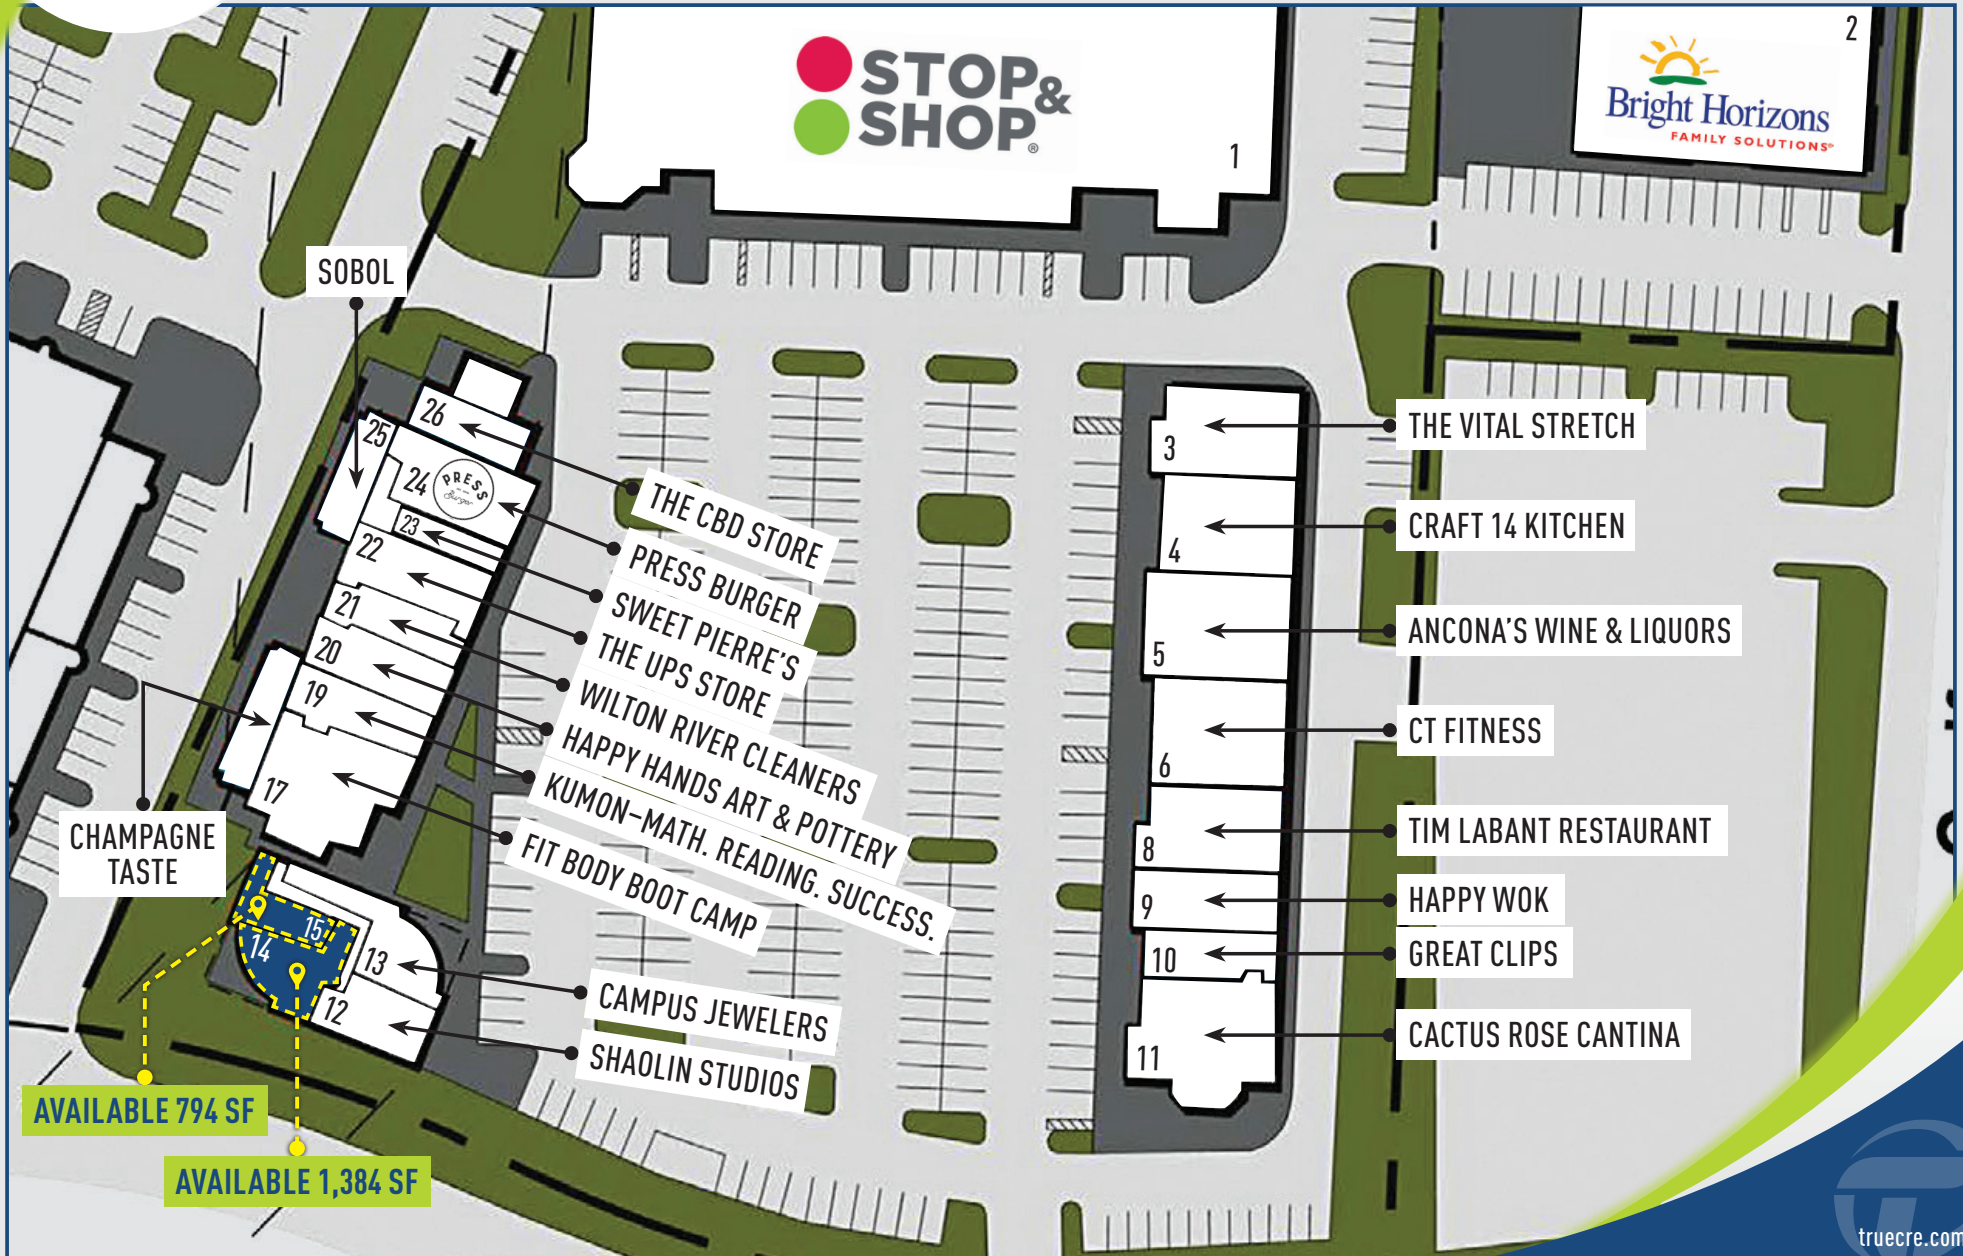 STOP&
SHOP®
1
2
Bright Horizons
FAMILY SOLUTIONS®
SOBOL
26
25
24
PRESS
Burger
23
22
21
20
19
17
THE CBD STORE
PRESS BURGER
SWEET PIERRE'S
THE UPS STORE
WILTON RIVER CLEANERS
HAPPY HANDS ART & POTTERY
KUMON–MATH. READING. SUCCESS.
FIT BODY BOOT CAMP
CHAMPAGNE
TASTE
15
14
13
12
CAMPUS JEWELERS
SHAOLIN STUDIOS
AVAILABLE 794 SF
AVAILABLE 1,384 SF
3
THE VITAL STRETCH
4
CRAFT 14 KITCHEN
5
ANCONA'S WINE & LIQUORS
6
CT FITNESS
8
TIM LABANT RESTAURANT
9
HAPPY WOK
10
GREAT CLIPS
11
CACTUS ROSE CANTINA
truecre.com